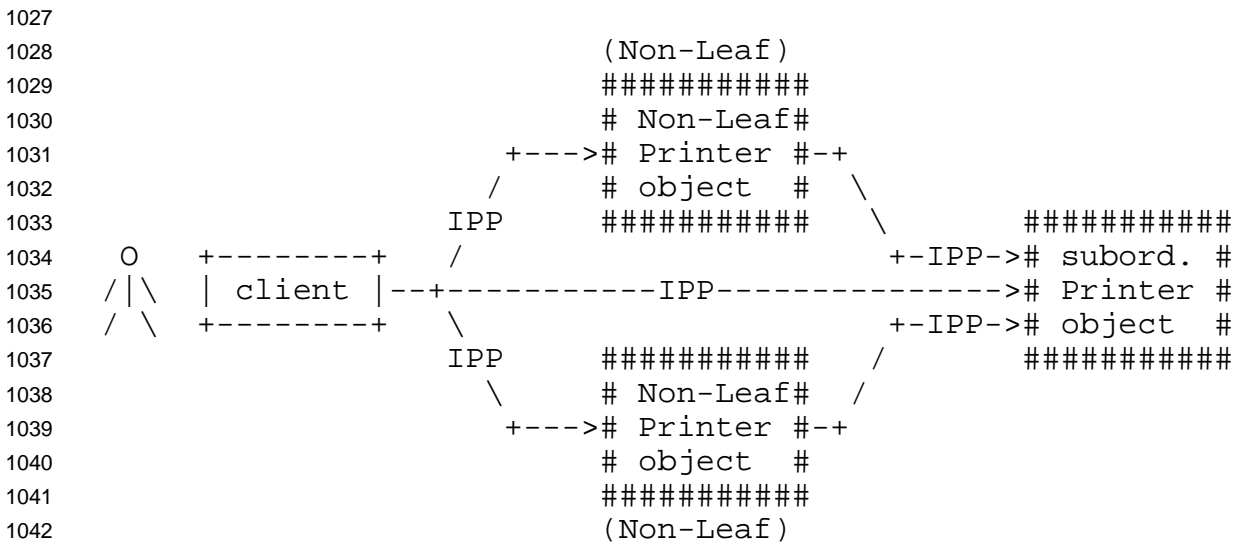 1027
1028 (Non-Leaf)
1029 ###########
1030 # Non-Leaf#
1031 +---># Printer #-+
1032 / # object # \
1033 IPP ########### \ ###########
1034 O +--------+ / +-IPP-># subord. #
1035 /|\ | client |--+-----------IPP---------------># Printer #
1036 / \ +--------+ \ +-IPP-># object #
1037 IPP ########### / ###########
1038 \ # Non-Leaf# /
1039 +---># Printer #-+
1040 # object #
1041 ###########
1042 (Non-Leaf)